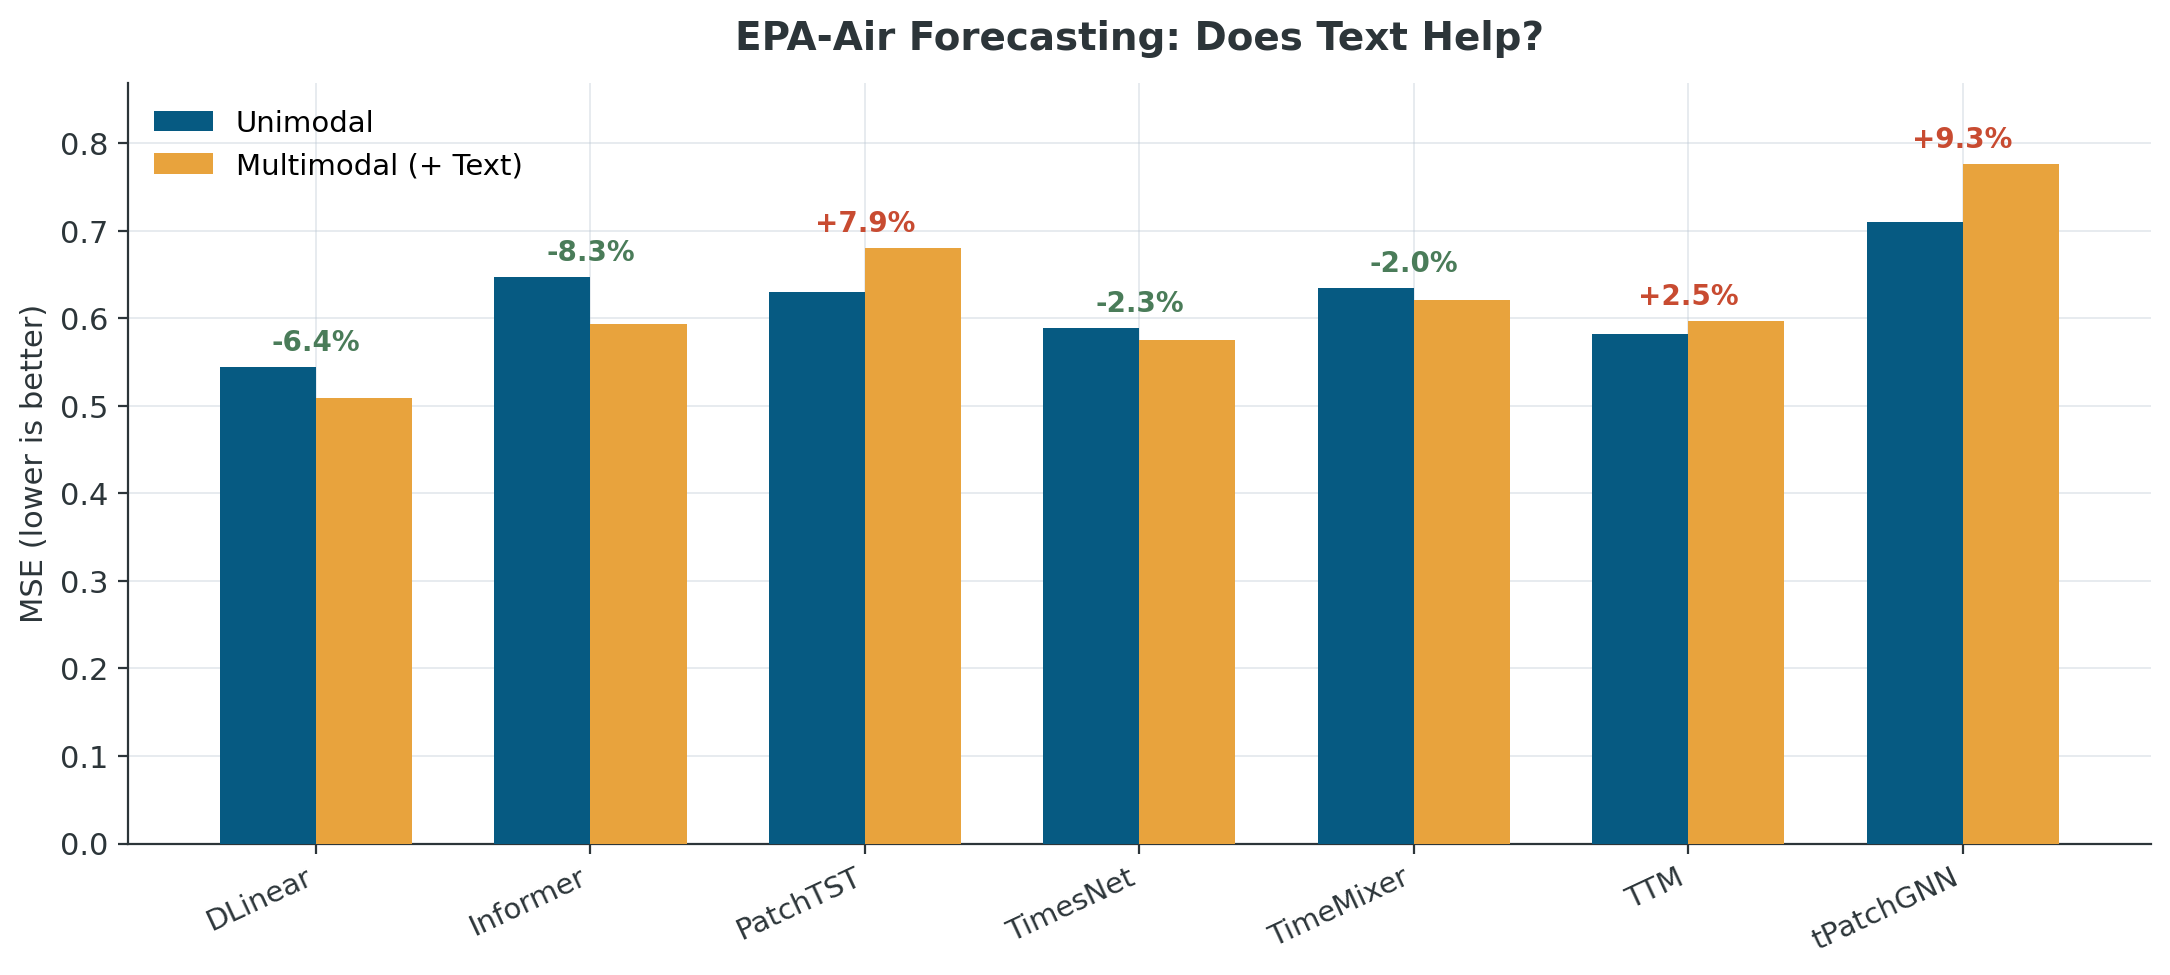 EPA-Air Forecasting: Does Text Help?
Unimodal
Multimodal (+ Text)
MSE (lower is better)
0.8
0.7
0.6
0.5
0.4
0.3
0.2
0.1
0.0
-6.4%
-8.3%
+7.9%
-2.3%
-2.0%
+2.5%
+9.3%
DLinear
Informer
PatchTST
TimesNet
TimeMixer
TTM
tPatchGNN